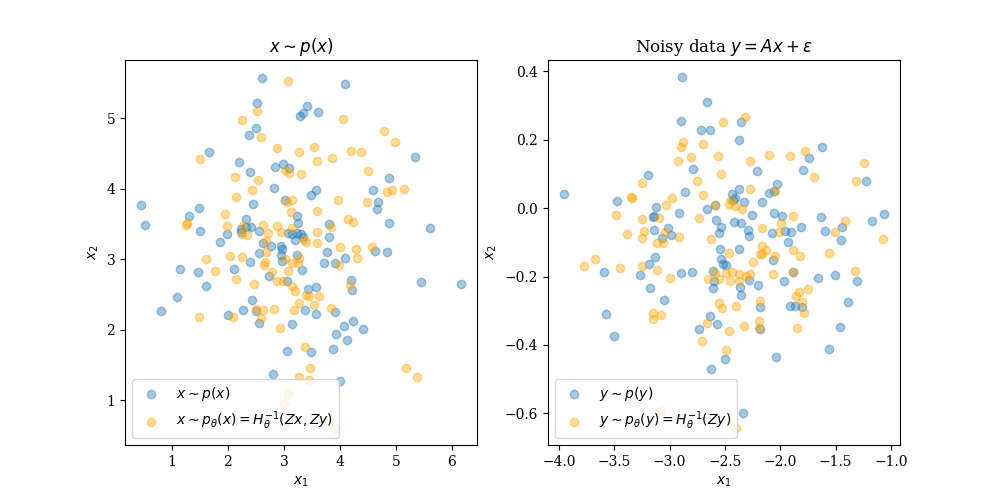 x ∼ p(x)
x₂
5
4
3
2
1
x ∼ p(x)
x ∼ p_θ(x) = H_θ⁻¹(Zx, Zy)
1 2 3 4 5 6
x₁
Noisy data y = Ax + ε
x₂
0.4
0.2
0.0
−0.2
−0.4
−0.6
y ∼ p(y)
y ∼ p_θ(y) = H_θ⁻¹(Zy)
−4.0 −3.5 −3.0 −2.5 −2.0 −1.5 −1.0
x₁